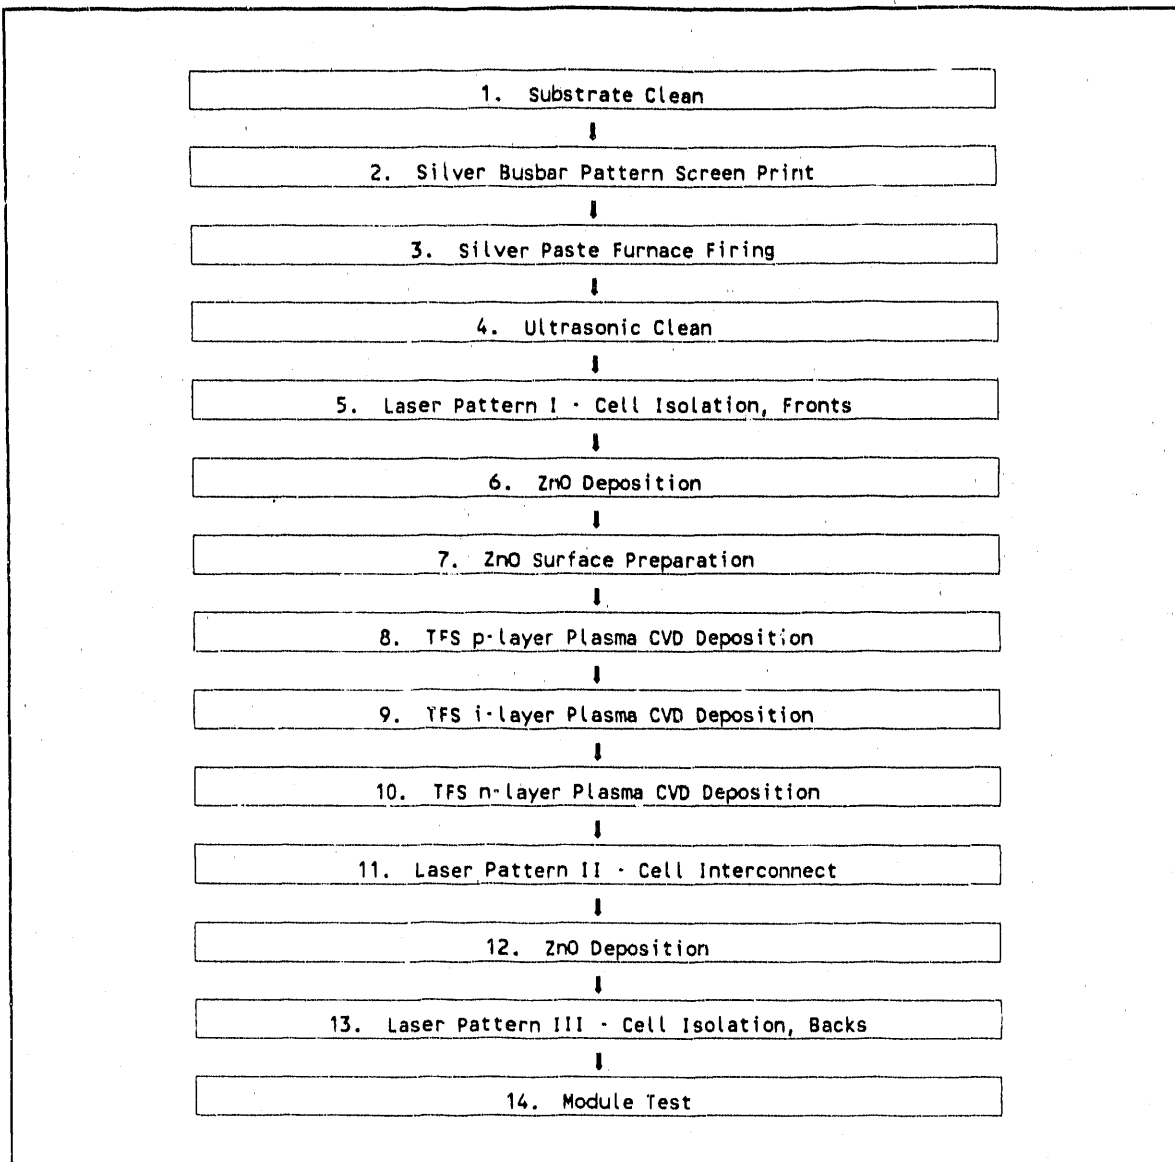 1. Substrate Clean
2. Silver Busbar Pattern Screen Print
3. Silver Paste Furnace Firing
4. Ultrasonic Clean
5. Laser Pattern I - Cell Isolation, Fronts
6. ZnO Deposition
7. ZnO Surface Preparation
8. TFS p-layer Plasma CVD Deposition
9. TFS i-layer Plasma CVD Deposition
10. TFS n-layer Plasma CVD Deposition
11. Laser Pattern II - Cell Interconnect
12. ZnO Deposition
13. Laser Pattern III - Cell Isolation, Backs
14. Module Test